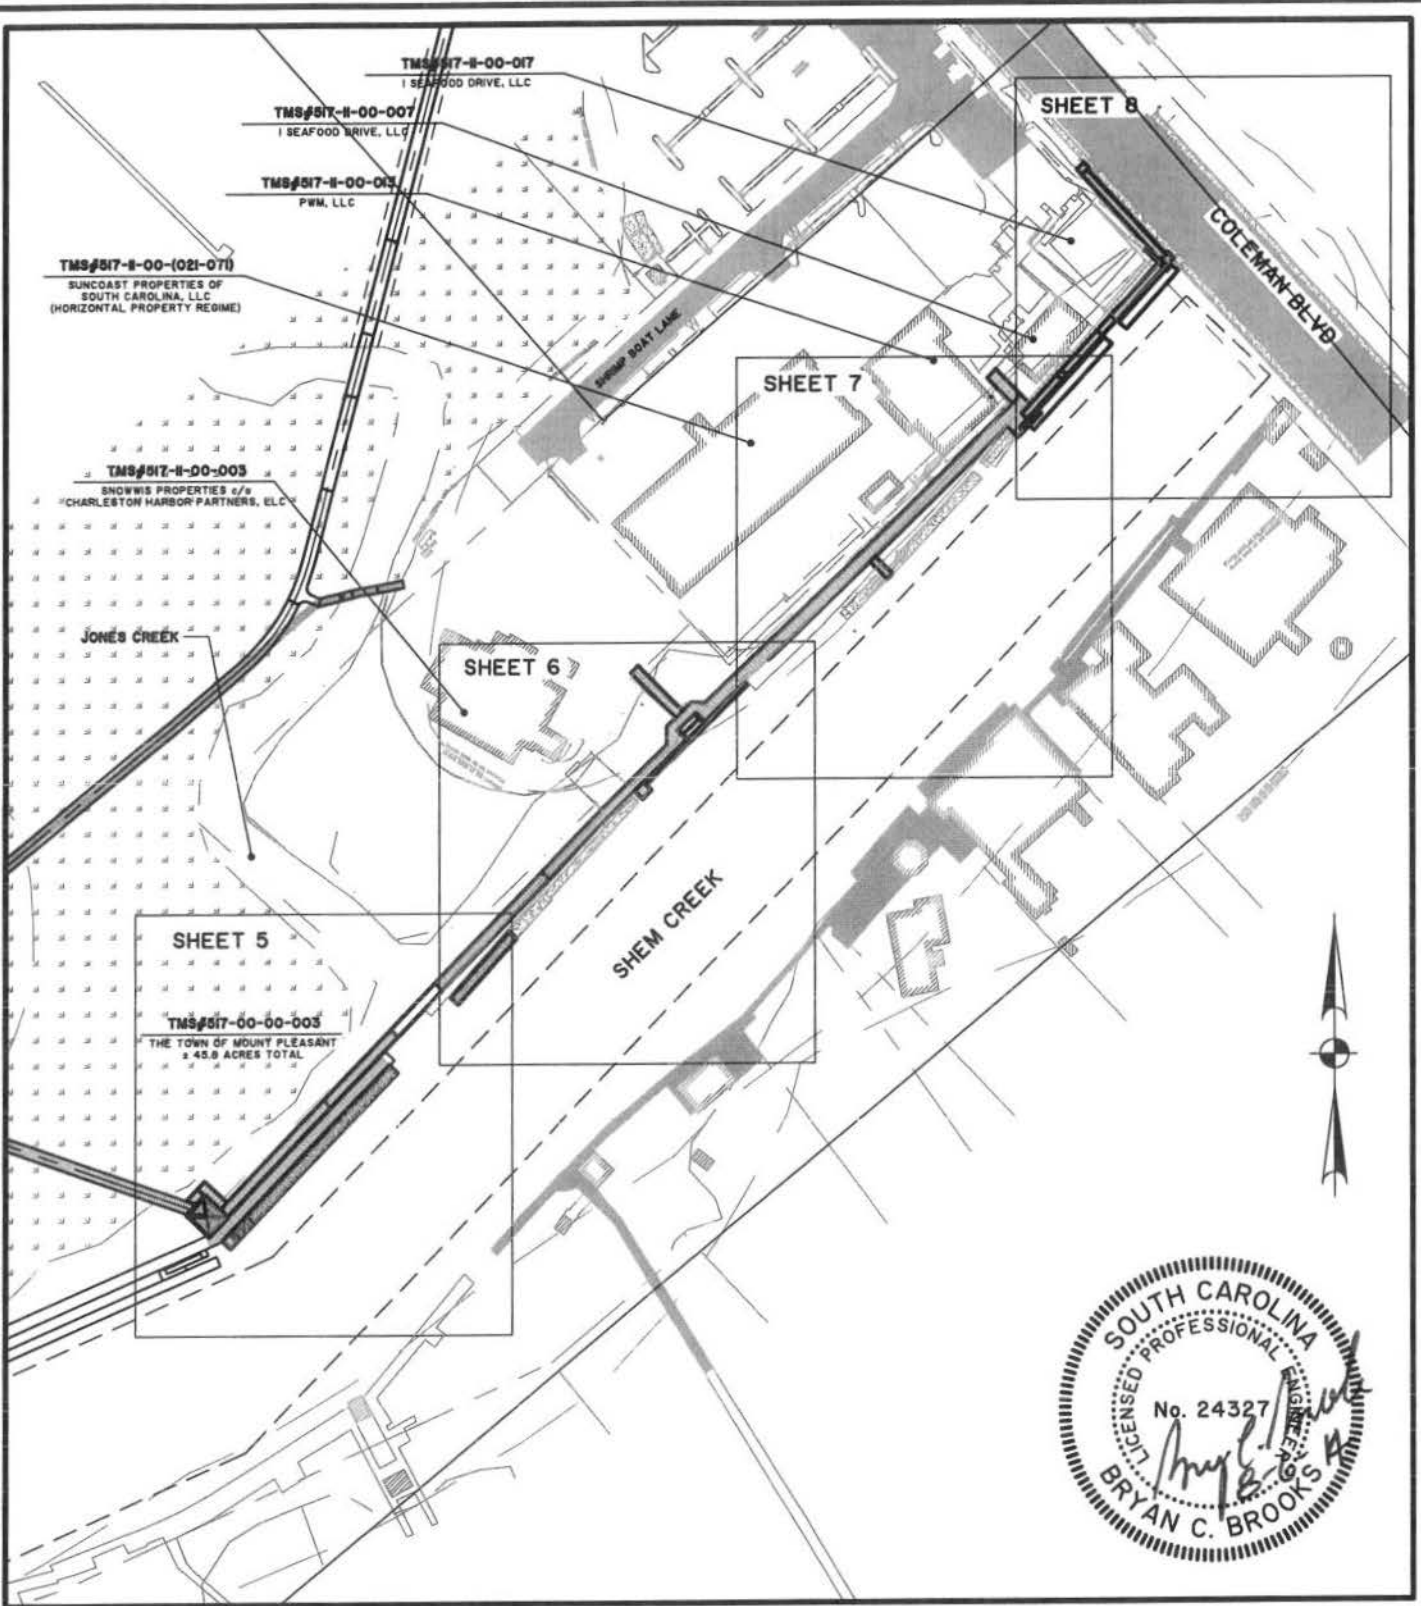 TMS#517-11-00-017
1 SEAFOOD DRIVE, LLC
TMS#517-11-00-007
1 SEAFOOD DRIVE, LLC
TMS#517-11-00-013
PWM, LLC
TMS#517-11-00-(021-071)
SUNCOAST PROPERTIES OF
SOUTH CAROLINA, LLC
(HORIZONTAL PROPERTY REGIME)
TMS#517-11-00-003
SNOWWIS PROPERTIES c/o
CHARLESTON HARBOR PARTNERS, LLC
JONES CREEK
SHRIMP BOAT LANE
COLEMAN BLVD
SHEET 8
SHEET 7
SHEET 6
SHEET 5
TMS#517-00-00-003
THE TOWN OF MOUNT PLEASANT
± 45.8 ACRES TOTAL
SHEM CREEK
SOUTH CAROLINA
LICENSED PROFESSIONAL ENGINEER
No. 24327
BRYAN C. BROOKS